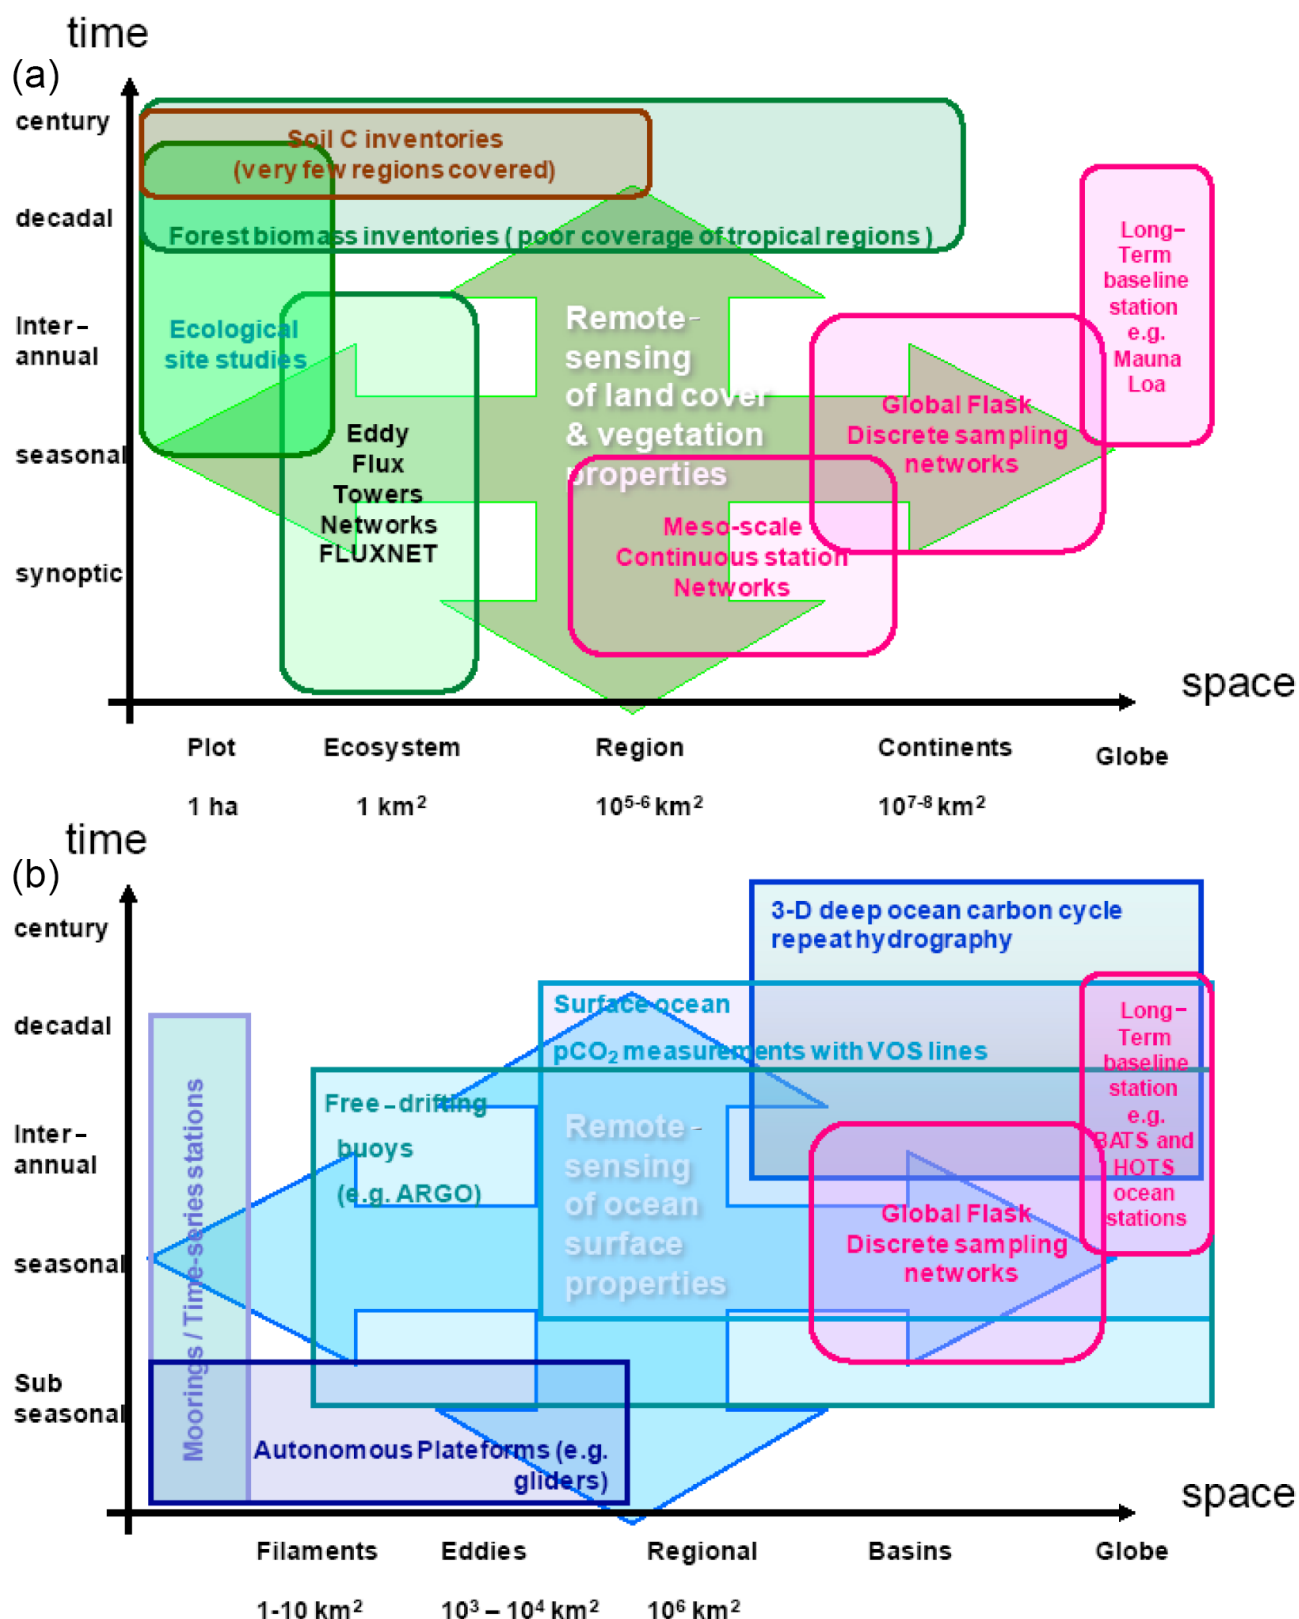 time
(a)
century
Soil C inventories
(very few regions covered)
decadal
Forest biomass inventories ( poor coverage of tropical regions )
Long–
Term
baseline
station
e.g.
Mauna
Loa
Inter –
annual
Ecological
site studies
Remote-
sensing
of land cover
& vegetation
properties
Global Flask
Discrete sampling
networks
Eddy
Flux
Towers
Networks
FLUXNET
seasonal
Meso-scale
Continuous station
Networks
synoptic
space
Plot
Ecosystem
Region
Continents
Globe
1 ha
1 km²
10⁵⁻⁶ km²
10⁷⁻⁸ km²
time
(b)
century
3-D deep ocean carbon cycle
repeat hydrography
decadal
Surface ocean
pCO₂ measurements with VOS lines
Long–
Term
baseline
station
e.g.
BATS and
HOTS
ocean
stations
Moorings / Time-series stations
Free – drifting
buoys
(e.g. ARGO)
Inter –
annual
Remote -
sensing
of ocean
surface
properties
Global Flask
Discrete sampling
networks
seasonal
Sub
seasonal
Autonomous Plateforms (e.g.
gliders)
space
Filaments
Eddies
Regional
Basins
Globe
1-10 km²
10³ – 10⁴ km²
10⁶ km²